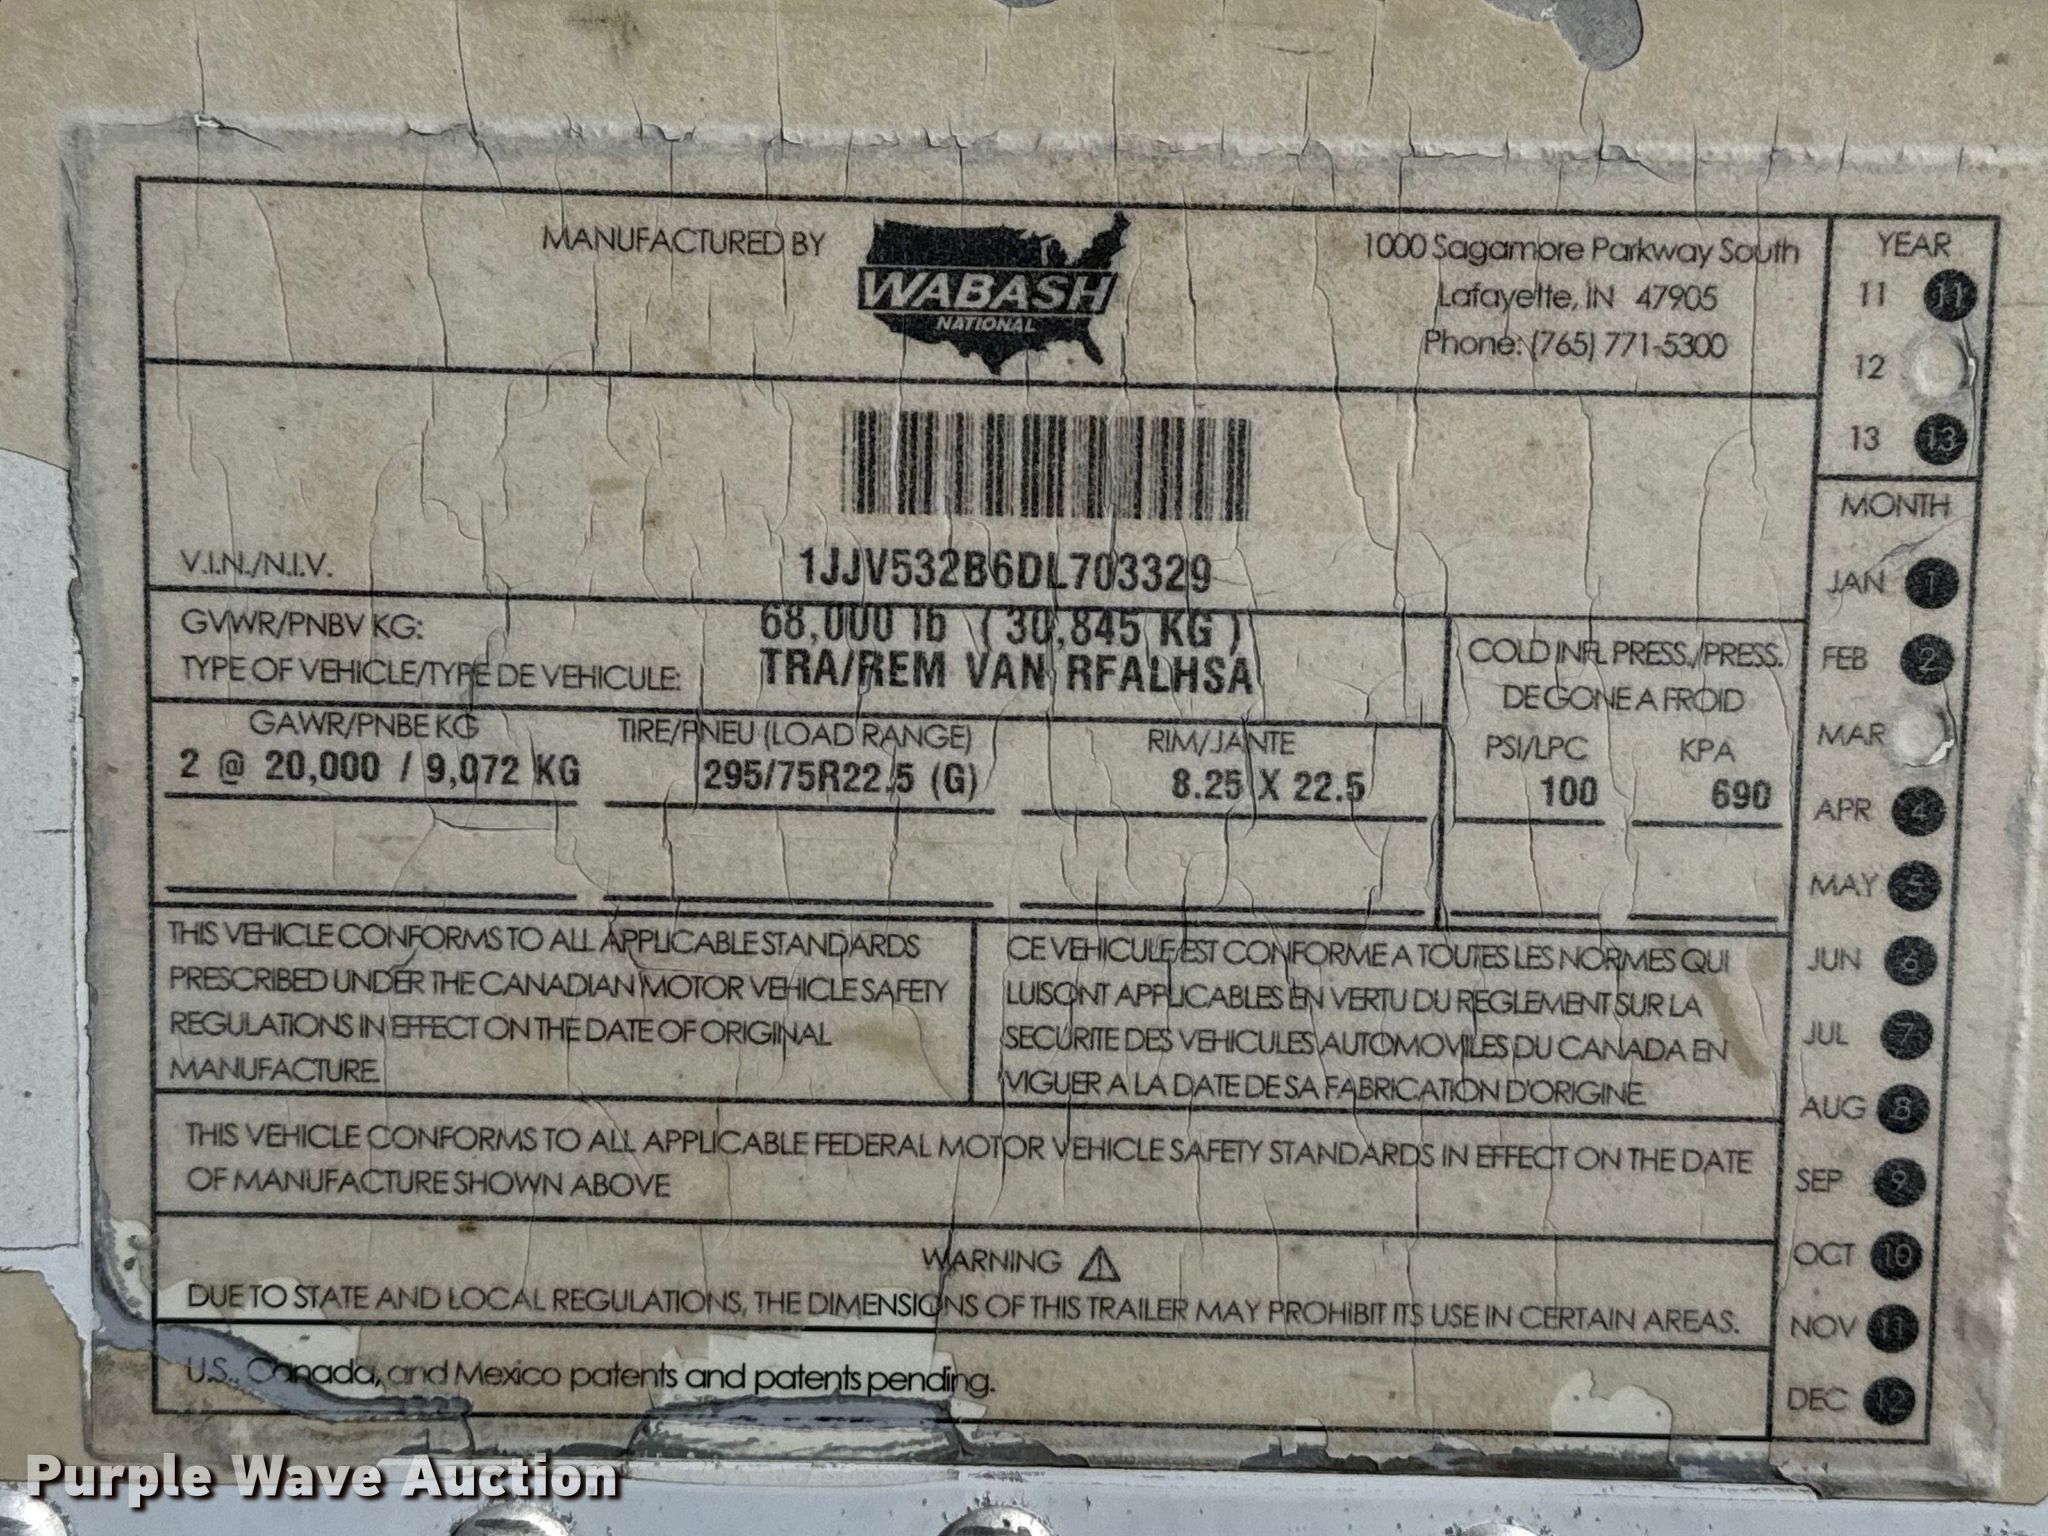 MANUFACTURED BY
WABASH
NATIONAL
1000 Sagamore Parkway South
Lafayette, IN 47905
Phone: (765) 771-5300
YEAR
11 11
12
13 13
MONTH
JAN 1
FEB 2
MAR
APR 4
MAY 5
JUN 6
JUL 7
AUG 8
SEP 9
OCT 10
NOV 11
DEC 12
V.I.N./N.I.V. 1JJV532B6DL703329
GVWR/PNBV KG: 68,000 lb (30,845 KG)
TYPE OF VEHICLE/TYPE DE VEHICULE: TRA/REM VAN RFALHSA
COLD INFL PRESS./PRESS.
DE GONE A FROID
PSI/LPC KPA
100 690
GAWR/PNBE KG TIRE/PNEU (LOAD RANGE) RIM/JANTE
2 @ 20,000 / 9,072 KG 295/75R22.5 (G) 8.25 X 22.5
THIS VEHICLE CONFORMS TO ALL APPLICABLE STANDARDS
PRESCRIBED UNDER THE CANADIAN MOTOR VEHICLE SAFETY
REGULATIONS IN EFFECT ON THE DATE OF ORIGINAL
MANUFACTURE.
CE VEHICULE EST CONFORME A TOUTES LES NORMES QUI
LUI SONT APPLICABLES EN VERTU DU REGLEMENT SUR LA
SECURITE DES VEHICULES AUTOMOVILES DU CANADA EN
VIGUER A LA DATE DE SA FABRICATION D'ORIGINE.
THIS VEHICLE CONFORMS TO ALL APPLICABLE FEDERAL MOTOR VEHICLE SAFETY STANDARDS IN EFFECT ON THE DATE
OF MANUFACTURE SHOWN ABOVE
WARNING
DUE TO STATE AND LOCAL REGULATIONS, THE DIMENSIONS OF THIS TRAILER MAY PROHIBIT ITS USE IN CERTAIN AREAS.
U.S., Canada, and Mexico patents and patents pending.
Purple Wave Auction